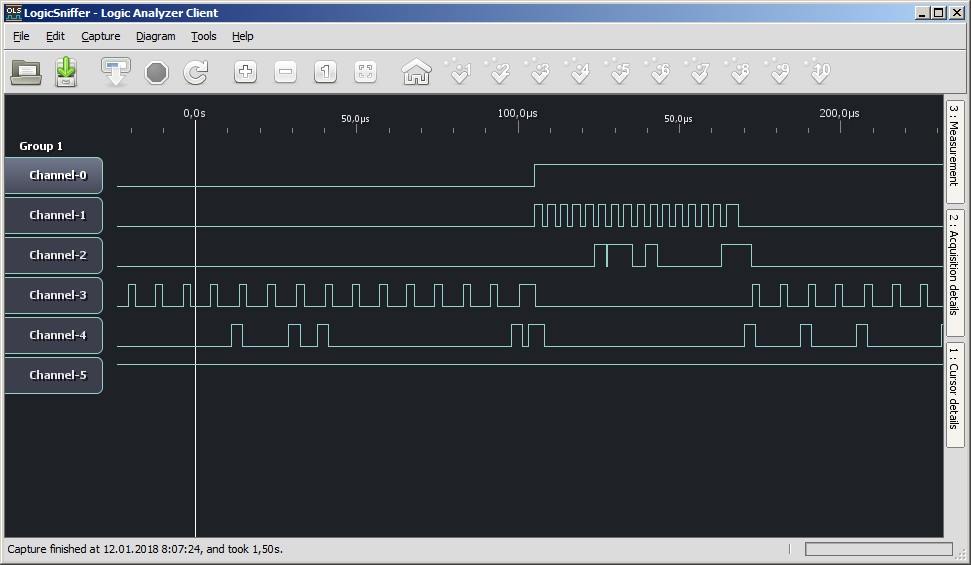 OLS LogicSniffer - Logic Analyzer Client
File Edit Capture Diagram Tools Help
1 1 2 3 4 5 6 7 8 9 10
0,0s 50,0µs 100,0µs 50,0µs 200,0µs
Group 1
Channel-0
Channel-1
Channel-2
Channel-3
Channel-4
Channel-5
3 : Measurement
2 : Acquisition details
1 : Cursor details
Capture finished at 12.01.2018 8:07:24, and took 1,50s.